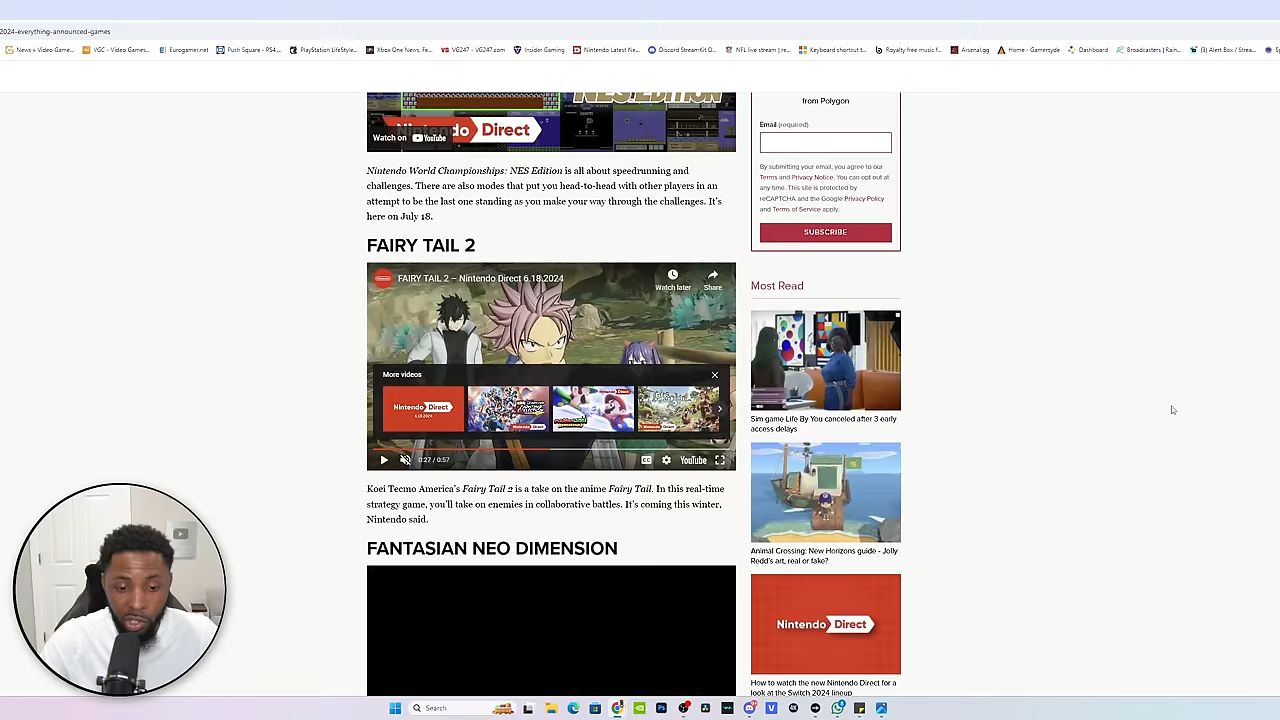 2024-everything-announced-games
News » Video Game...
VGC - Video Games...
Eurogamer.net
Push Square - PS4,...
PlayStation LifeStyle...
Xbox One News, Fe...
VG247 - VG247.com
Insider Gaming
Nintendo Latest Ne...
Discord StreamKit O...
NFL live stream | re...
Keyboard shortcut t...
Royalty free music f...
Arsenal.gg
Home - Gamersyde
Dashboard
Broadcasters | Rain...
(3) Alert Box / Strea...
NES EDITION
Nintendo Direct
Watch on YouTube
Nintendo World Championships: NES Edition is all about speedrunning and
challenges. There are also modes that put you head-to-head with other players in an
attempt to be the last one standing as you make your way through the challenges. It's
here on July 18.
FAIRY TAIL 2
FAIRY TAIL 2 – Nintendo Direct 6.18.2024
Watch later
Share
More videos
Nintendo Direct
6.18.2024
0:27 / 0:57
CC
YouTube
Koei Tecmo America's Fairy Tail 2 is a take on the anime Fairy Tail. In this real-time
strategy game, you'll take on enemies in collaborative battles. It's coming this winter,
Nintendo said.
FANTASIAN NEO DIMENSION
from Polygon
Email (required)
By submitting your email, you agree to our
Terms and Privacy Notice. You can opt out at
any time. This site is protected by
reCAPTCHA and the Google Privacy Policy
and Terms of Service apply.
SUBSCRIBE
Most Read
Sim game Life By You canceled after 3 early
access delays
Animal Crossing: New Horizons guide - Jolly
Redd's art, real or fake?
Nintendo Direct
How to watch the new Nintendo Direct for a
look at the Switch 2024 lineup
Search